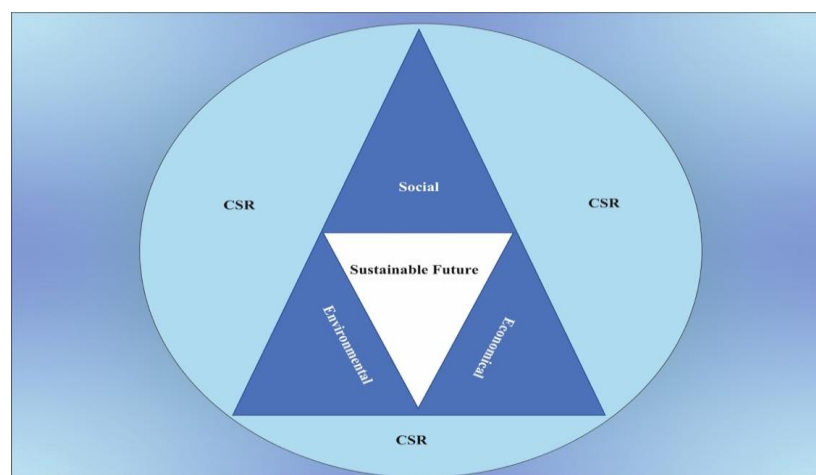 Social
CSR
CSR
Sustainable Future
Environmental
Economical
CSR